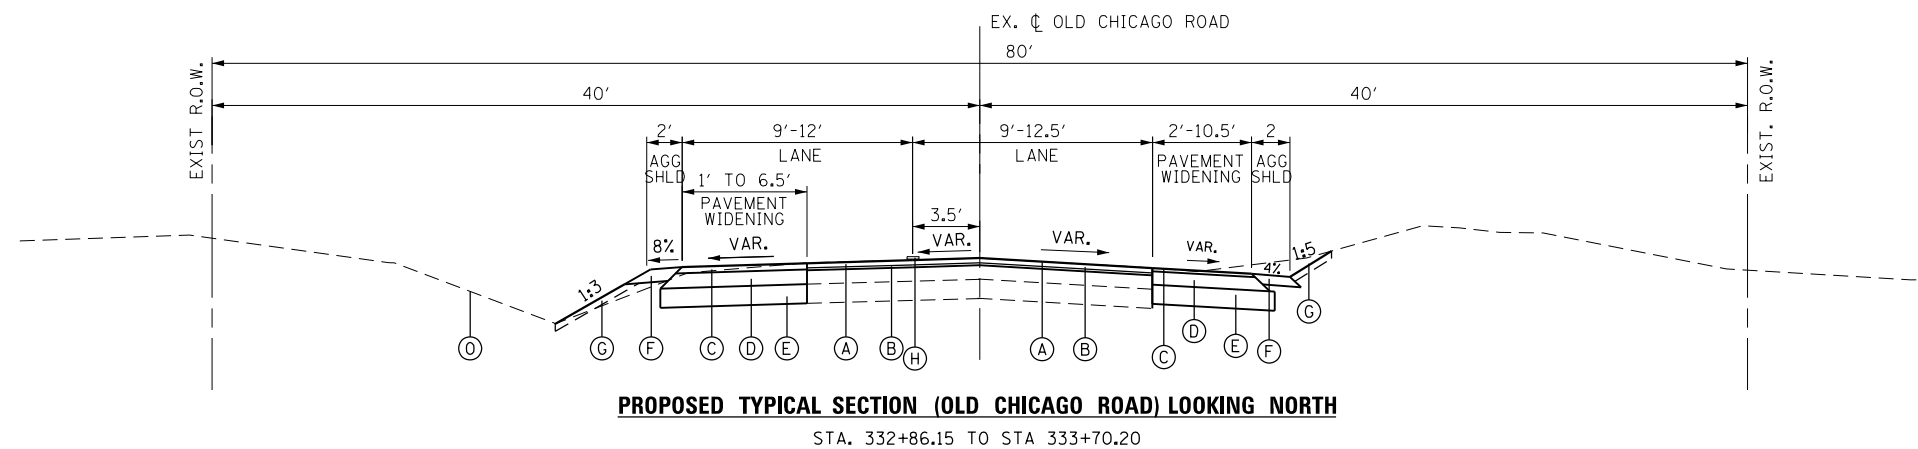 EX. ℄ OLD CHICAGO ROAD
80'
EXIST R.O.W.
40'
40'
EXIST. R.O.W.
2'
9'-12'
9'-12.5'
2'-10.5'
2
AGG
SHLD
LANE
LANE
PAVEMENT
WIDENING
AGG
SHLD
1' TO 6.5'
PAVEMENT
WIDENING
3.5'
8%
VAR.
VAR.
VAR.
VAR.
4%
1:5
1:3
O
G
F
C
D
E
A
B
H
A
B
C
D
E
F
G
PROPOSED TYPICAL SECTION (OLD CHICAGO ROAD) LOOKING NORTH
STA. 332+86.15 TO STA 333+70.20